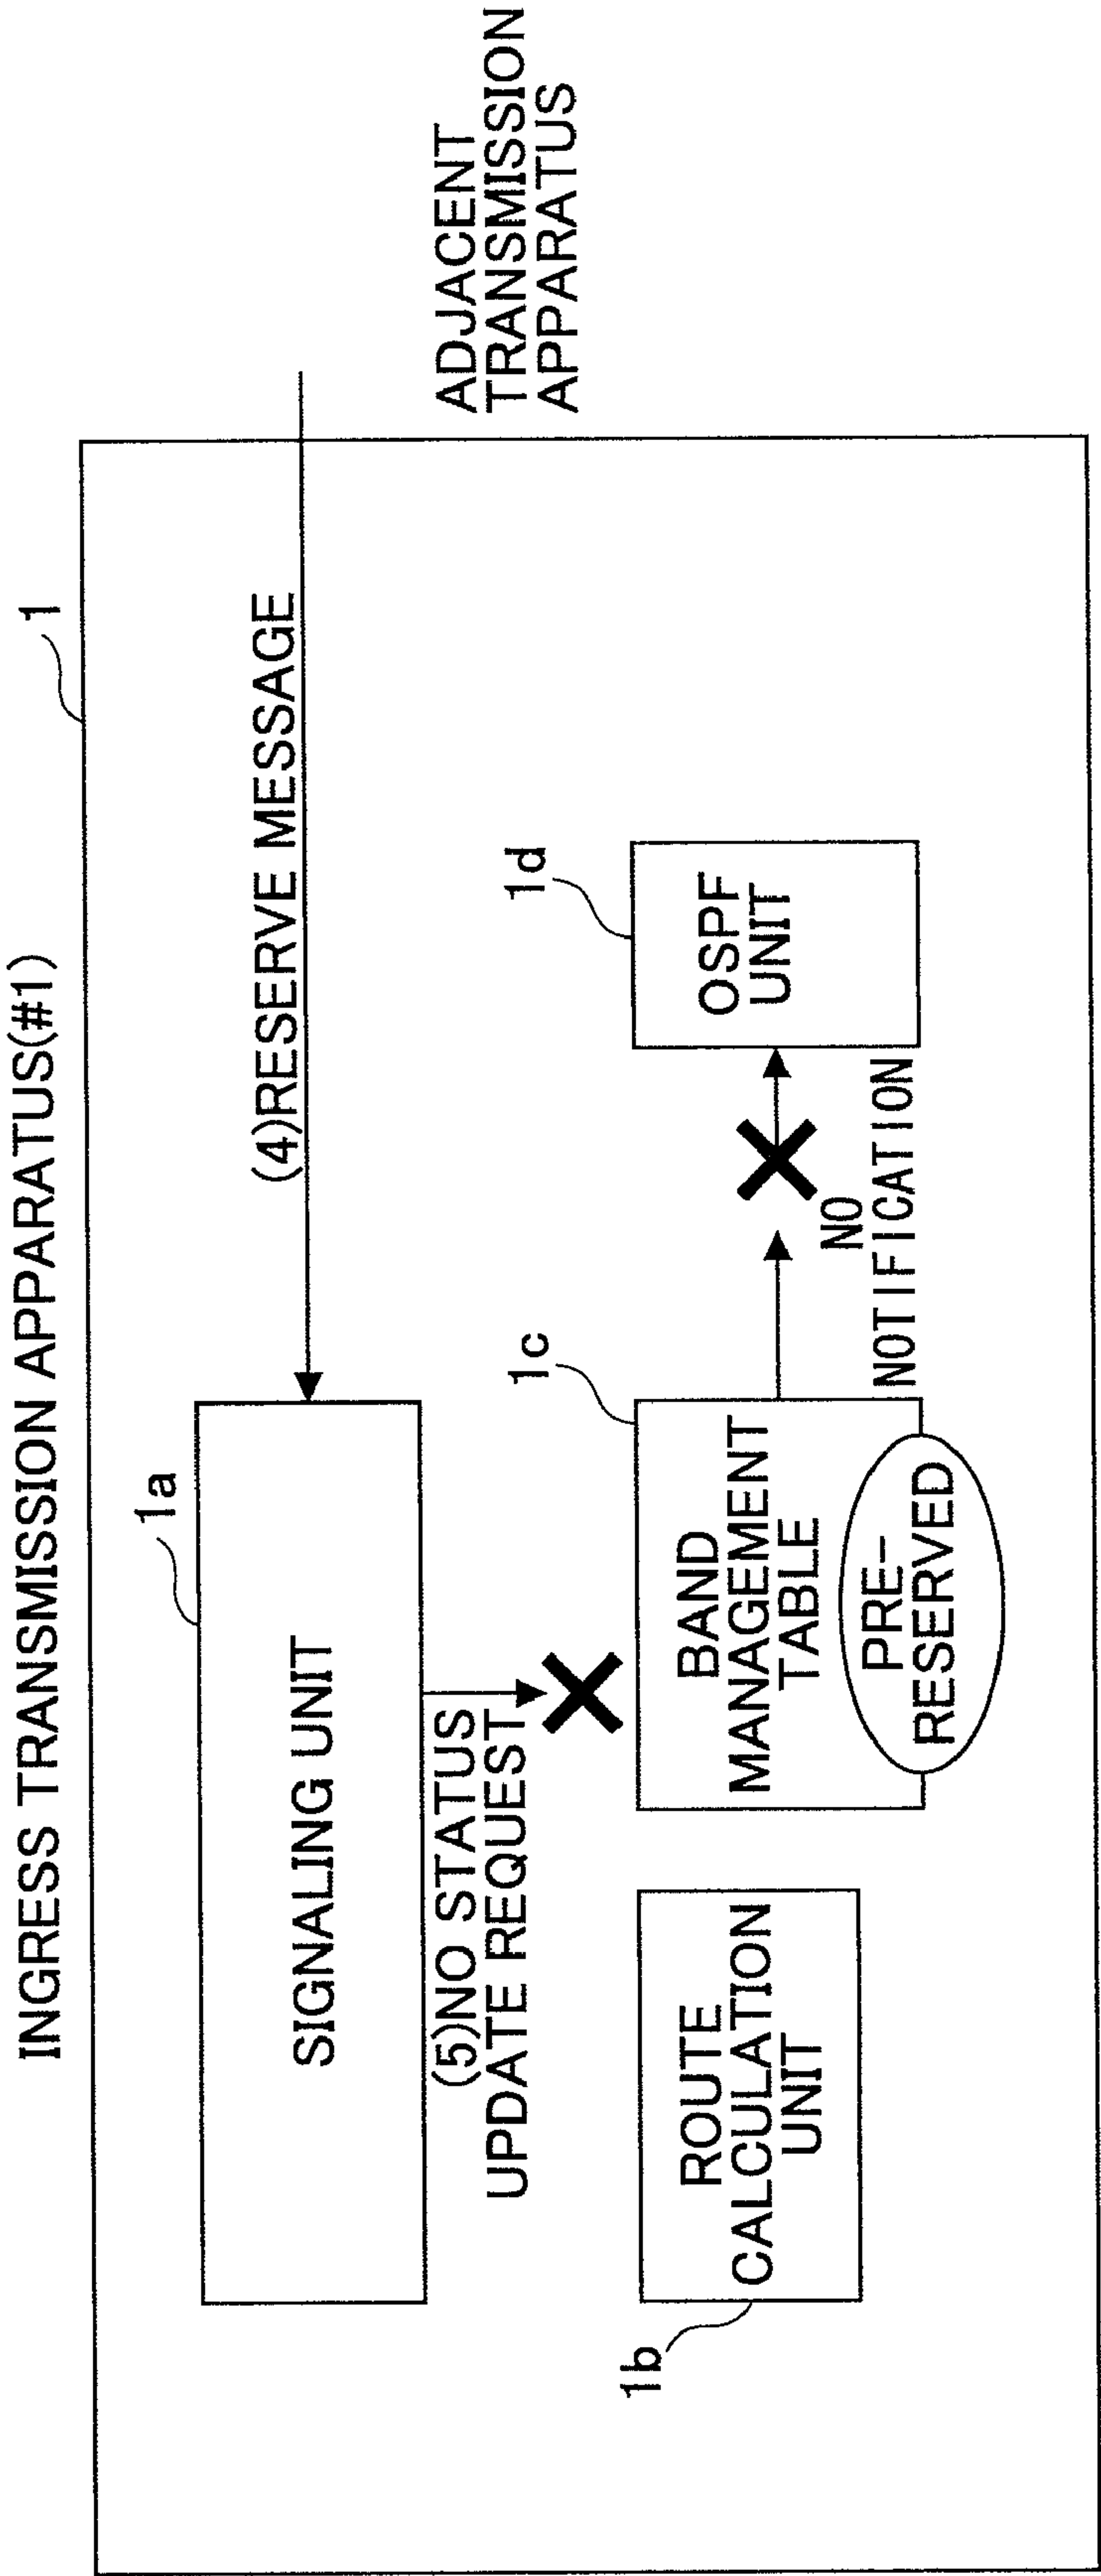 INGRESS TRANSMISSION APPARATUS(#1)
1
1a
SIGNALING UNIT
(4)RESERVE MESSAGE
ADJACENT
TRANSMISSION
APPARATUS
(5)NO STATUS
UPDATE REQUEST
1b
ROUTE
CALCULATION
UNIT
1c
BAND
MANAGEMENT
TABLE
PRE-
RESERVED
NO
NOTIFICATION
1d
OSPF
UNIT